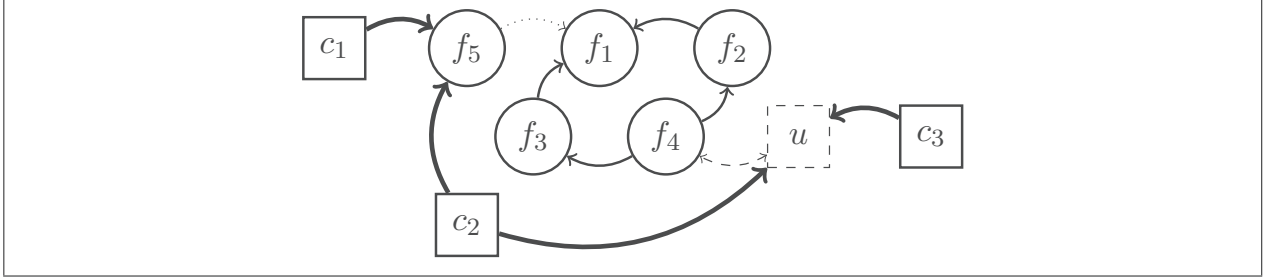 c₁ f₅ f₁ f₂
f₃ f₄ u c₃
c₂